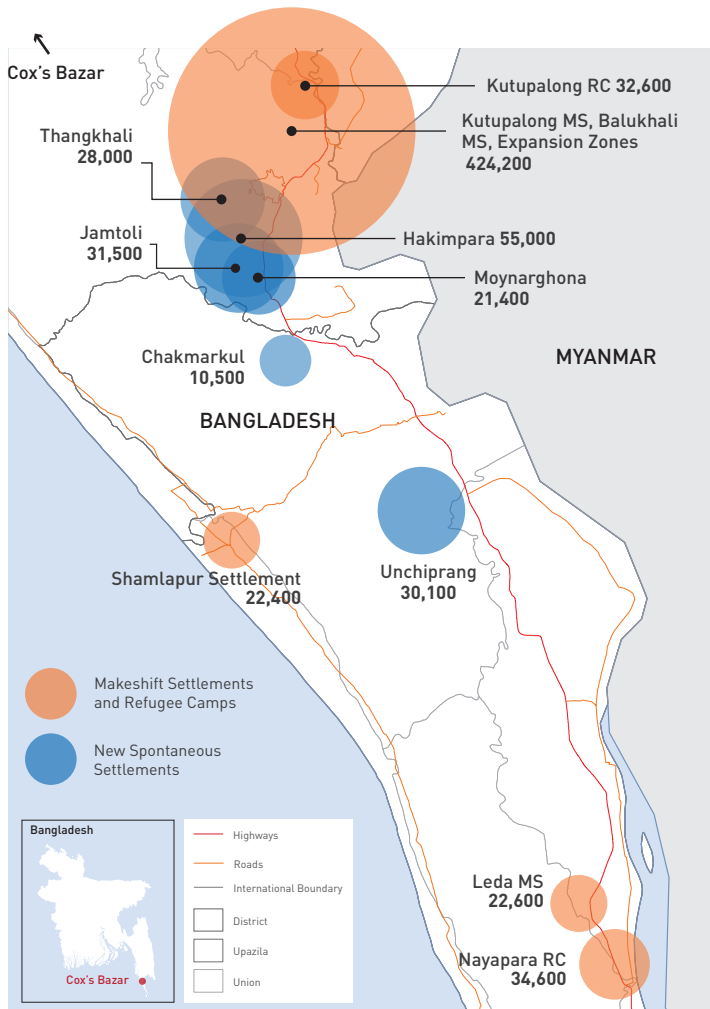 Cox's Bazar
Kutupalong RC 32,600
Kutupalong MS, Balukhali
MS, Expansion Zones
424,200
Thangkhali
28,000
Jamtoli
31,500
Hakimpara 55,000
Moynarghona
21,400
Chakmarkul
10,500
MYANMAR
BANGLADESH
Shamlapur Settlement
22,400
Unchiprang
30,100
Makeshift Settlements
and Refugee Camps
New Spontaneous
Settlements
Bangladesh
Cox's Bazar
Highways
Roads
International Boundary
District
Upazila
Union
Leda MS
22,600
Nayapara RC
34,600